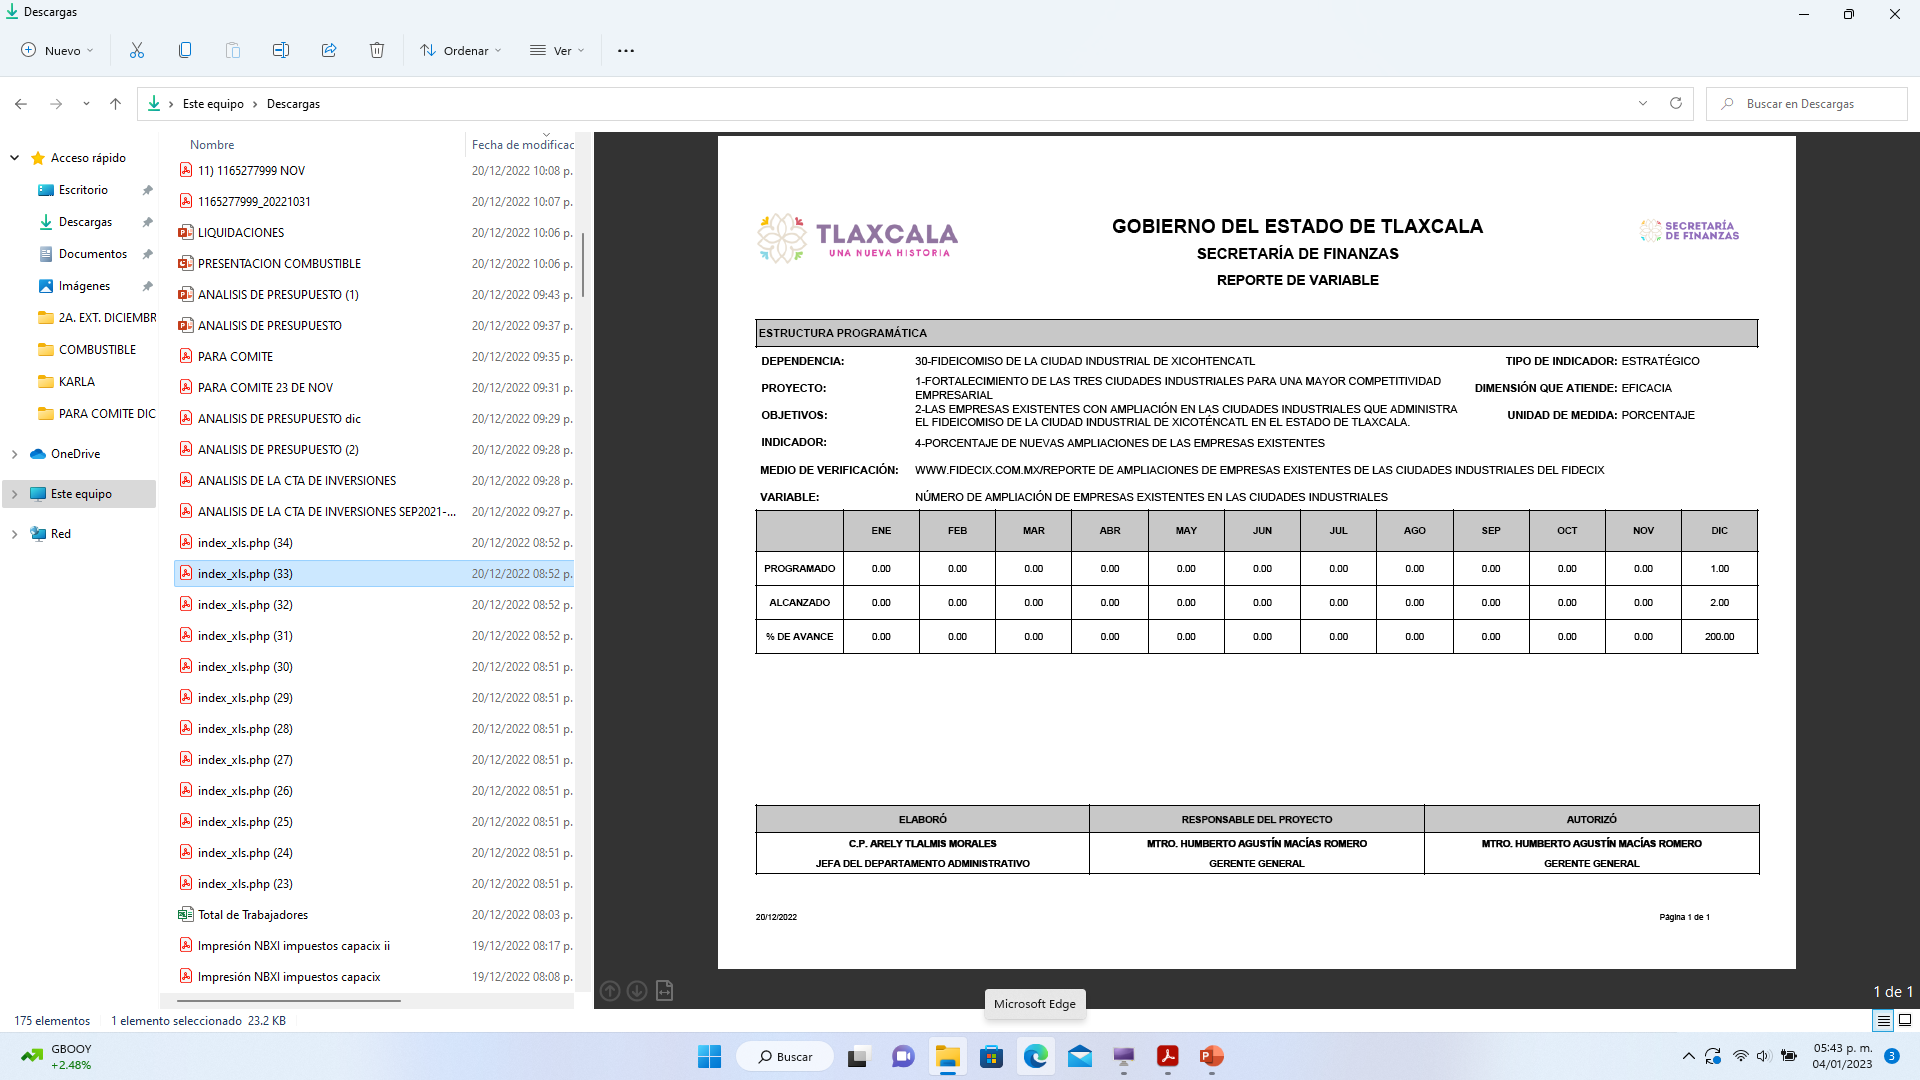 Descargas
Nuevo
Ordenar
Ver
Este equipo
Descargas
Buscar en Descargas
Acceso rápido
Escritorio
Descargas
Documentos
Imágenes
2A. EXT. DICIEMBR
COMBUSTIBLE
KARLA
PARA COMITE DIC
OneDrive
Este equipo
Red
Nombre Fecha de modificac
11) 1165277999 NOV 20/12/2022 10:08 p.
1165277999_20221031 20/12/2022 10:07 p.
LIQUIDACIONES 20/12/2022 10:06 p.
PRESENTACION COMBUSTIBLE 20/12/2022 10:06 p.
ANALISIS DE PRESUPUESTO (1) 20/12/2022 09:43 p.
ANALISIS DE PRESUPUESTO 20/12/2022 09:37 p.
PARA COMITE 20/12/2022 09:35 p.
PARA COMITE 23 DE NOV 20/12/2022 09:31 p.
ANALISIS DE PRESUPUESTO dic 20/12/2022 09:29 p.
ANALISIS DE PRESUPUESTO (2) 20/12/2022 09:28 p.
ANALISIS DE LA CTA DE INVERSIONES 20/12/2022 09:28 p.
ANALISIS DE LA CTA DE INVERSIONES SEP2021-... 20/12/2022 09:27 p.
index_xls.php (34) 20/12/2022 08:52 p.
index_xls.php (33) 20/12/2022 08:52 p.
index_xls.php (32) 20/12/2022 08:52 p.
index_xls.php (31) 20/12/2022 08:52 p.
index_xls.php (30) 20/12/2022 08:51 p.
index_xls.php (29) 20/12/2022 08:51 p.
index_xls.php (28) 20/12/2022 08:51 p.
index_xls.php (27) 20/12/2022 08:51 p.
index_xls.php (26) 20/12/2022 08:51 p.
index_xls.php (25) 20/12/2022 08:51 p.
index_xls.php (24) 20/12/2022 08:51 p.
index_xls.php (23) 20/12/2022 08:51 p.
Total de Trabajadores 20/12/2022 08:03 p.
Impresión NBXI impuestos capacix ii 19/12/2022 08:17 p.
Impresión NBXI impuestos capacix 19/12/2022 08:08 p.
TLAXCALA
UNA NUEVA HISTORIA
GOBIERNO DEL ESTADO DE TLAXCALA
SECRETARÍA DE FINANZAS
REPORTE DE VARIABLE
SECRETARÍA
DE FINANZAS
ESTRUCTURA PROGRAMÁTICA
DEPENDENCIA: 30-FIDEICOMISO DE LA CIUDAD INDUSTRIAL DE XICOHTENCATL TIPO DE INDICADOR: ESTRATÉGICO
PROYECTO: 1-FORTALECIMIENTO DE LAS TRES CIUDADES INDUSTRIALES PARA UNA MAYOR COMPETITIVIDAD
EMPRESARIAL
DIMENSIÓN QUE ATIENDE: EFICACIA
OBJETIVOS: 2-LAS EMPRESAS EXISTENTES CON AMPLIACIÓN EN LAS CIUDADES INDUSTRIALES QUE ADMINISTRA
EL FIDEICOMISO DE LA CIUDAD INDUSTRIAL DE XICOTÉNCATL EN EL ESTADO DE TLAXCALA.
UNIDAD DE MEDIDA: PORCENTAJE
INDICADOR: 4-PORCENTAJE DE NUEVAS AMPLIACIONES DE LAS EMPRESAS EXISTENTES
MEDIO DE VERIFICACIÓN: WWW.FIDECIX.COM.MX/REPORTE DE AMPLIACIONES DE EMPRESAS EXISTENTES DE LAS CIUDADES INDUSTRIALES DEL FIDECIX
VARIABLE: NÚMERO DE AMPLIACIÓN DE EMPRESAS EXISTENTES EN LAS CIUDADES INDUSTRIALES
ENE FEB MAR ABR MAY JUN JUL AGO SEP OCT NOV DIC
PROGRAMADO 0.00 0.00 0.00 0.00 0.00 0.00 0.00 0.00 0.00 0.00 0.00 1.00
ALCANZADO 0.00 0.00 0.00 0.00 0.00 0.00 0.00 0.00 0.00 0.00 0.00 2.00
% DE AVANCE 0.00 0.00 0.00 0.00 0.00 0.00 0.00 0.00 0.00 0.00 0.00 200.00
ELABORÓ RESPONSABLE DEL PROYECTO AUTORIZÓ
C.P. ARELY TLALMIS MORALES MTRO. HUMBERTO AGUSTÍN MACÍAS ROMERO MTRO. HUMBERTO AGUSTÍN MACÍAS ROMERO
JEFA DEL DEPARTAMENTO ADMINISTRATIVO GERENTE GENERAL GERENTE GENERAL
20/12/2022 Página 1 de 1
1 de 1
Microsoft Edge
175 elementos 1 elemento seleccionado 23.2 KB
GBOOY
+2.48%
Buscar
05:43 p. m.
04/01/2023
3